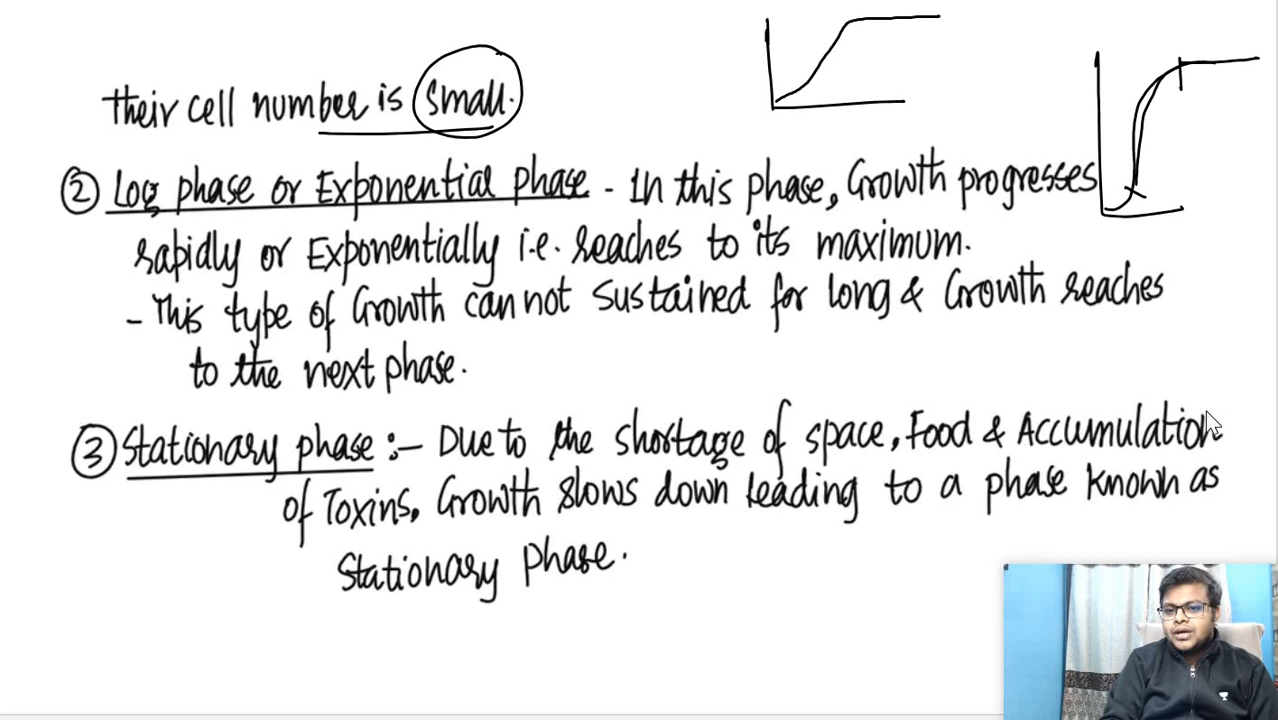 their cell number is small.
② Log phase or Exponential phase - In this phase, Growth progresses
rapidly or Exponentially i.e. reaches to its maximum.
- This type of Growth can not sustained for long & Growth reaches
to the next phase.
③ Stationary phase :- Due to the shortage of space, Food & Accumulation
of Toxins, Growth slows down leading to a phase known as
Stationary Phase.